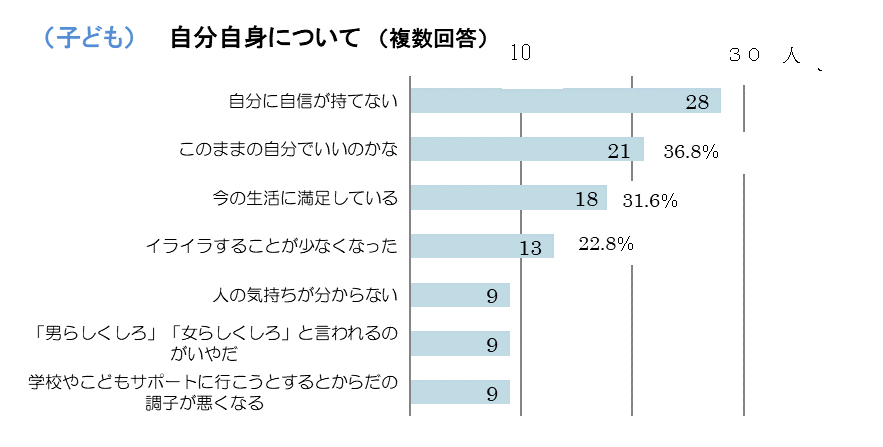 （子ども）　自分自身について（複数回答）
10　３０　人
自分に自信が持てない　28
このままの自分でいいのかな　21　36.8%
今の生活に満足している　18　31.6%
イライラすることが少なくなった　13　22.8%
人の気持ちが分からない　9
「男らしくしろ」「女らしくしろ」と言われるの
がいやだ　9
学校やこどもサポートに行こうとするとからだの
調子が悪くなる　9